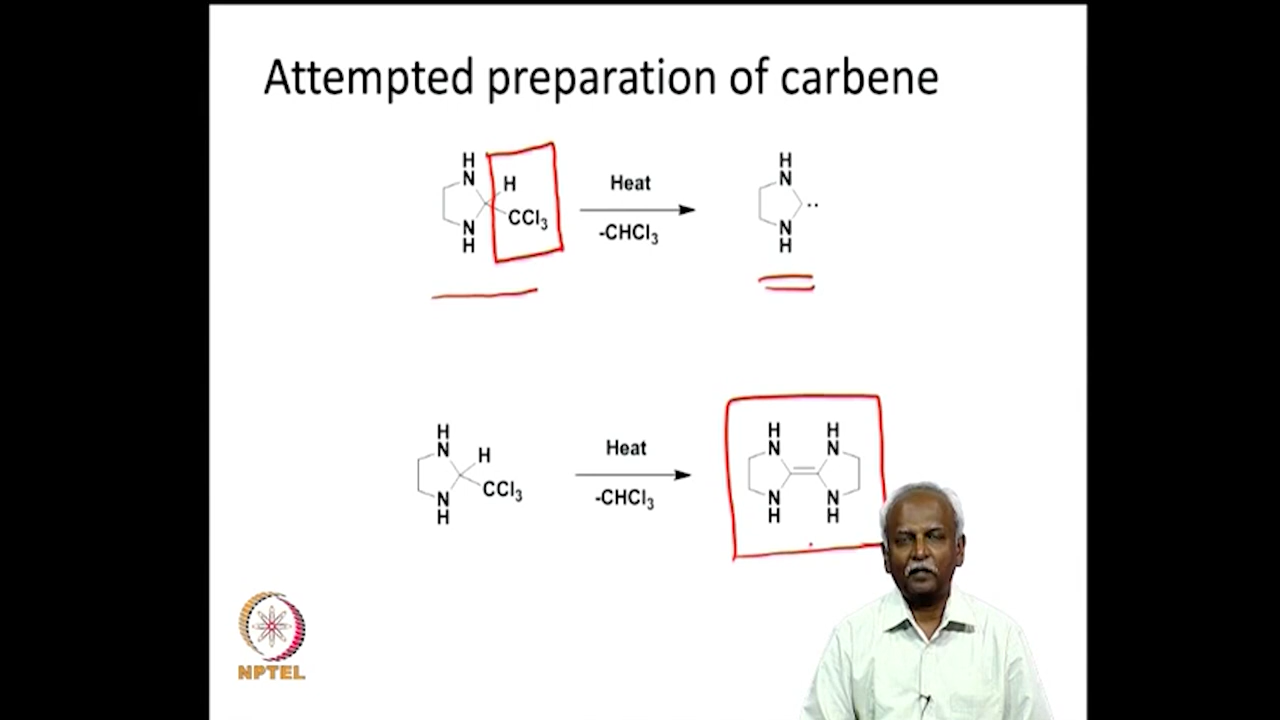 Attempted preparation of carbene
H
N
H
CCl3
N
H
Heat
-CHCl3
H
N
:
N
H
H
N
H
CCl3
N
H
Heat
-CHCl3
H H
N N
N N
H H
NPTEL